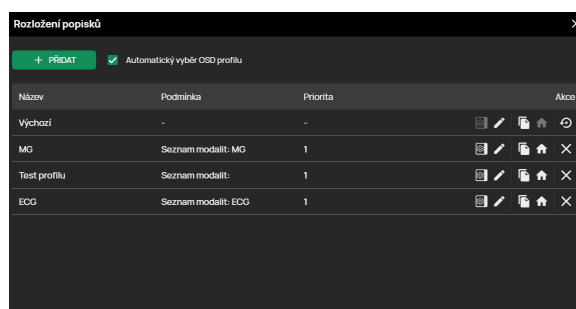 Rozložení popisků
+ PŘIDAT Automatický vyběr OSD profilu
Název Podmínka Priorita Akce
Výchozí - -
MG Seznam modalit: MG 1
Test profilu Seznam modalit: 1
ECG Seznam modalit: ECG 1